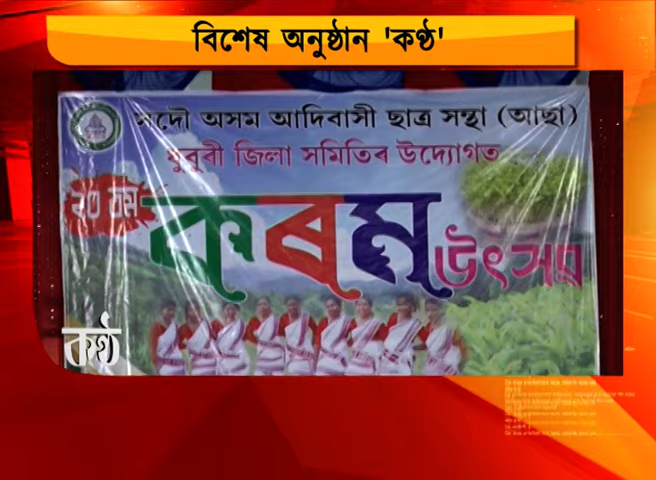 বিশেষ অনুষ্ঠান 'কণ্ঠ'
সদৌ অসম আদিবাসী ছাত্ৰ সন্থা (আছা)
ধুবুৰী জিলা সমিতিৰ উদ্যোগত
কৰম উৎসৱ
কণ্ঠ